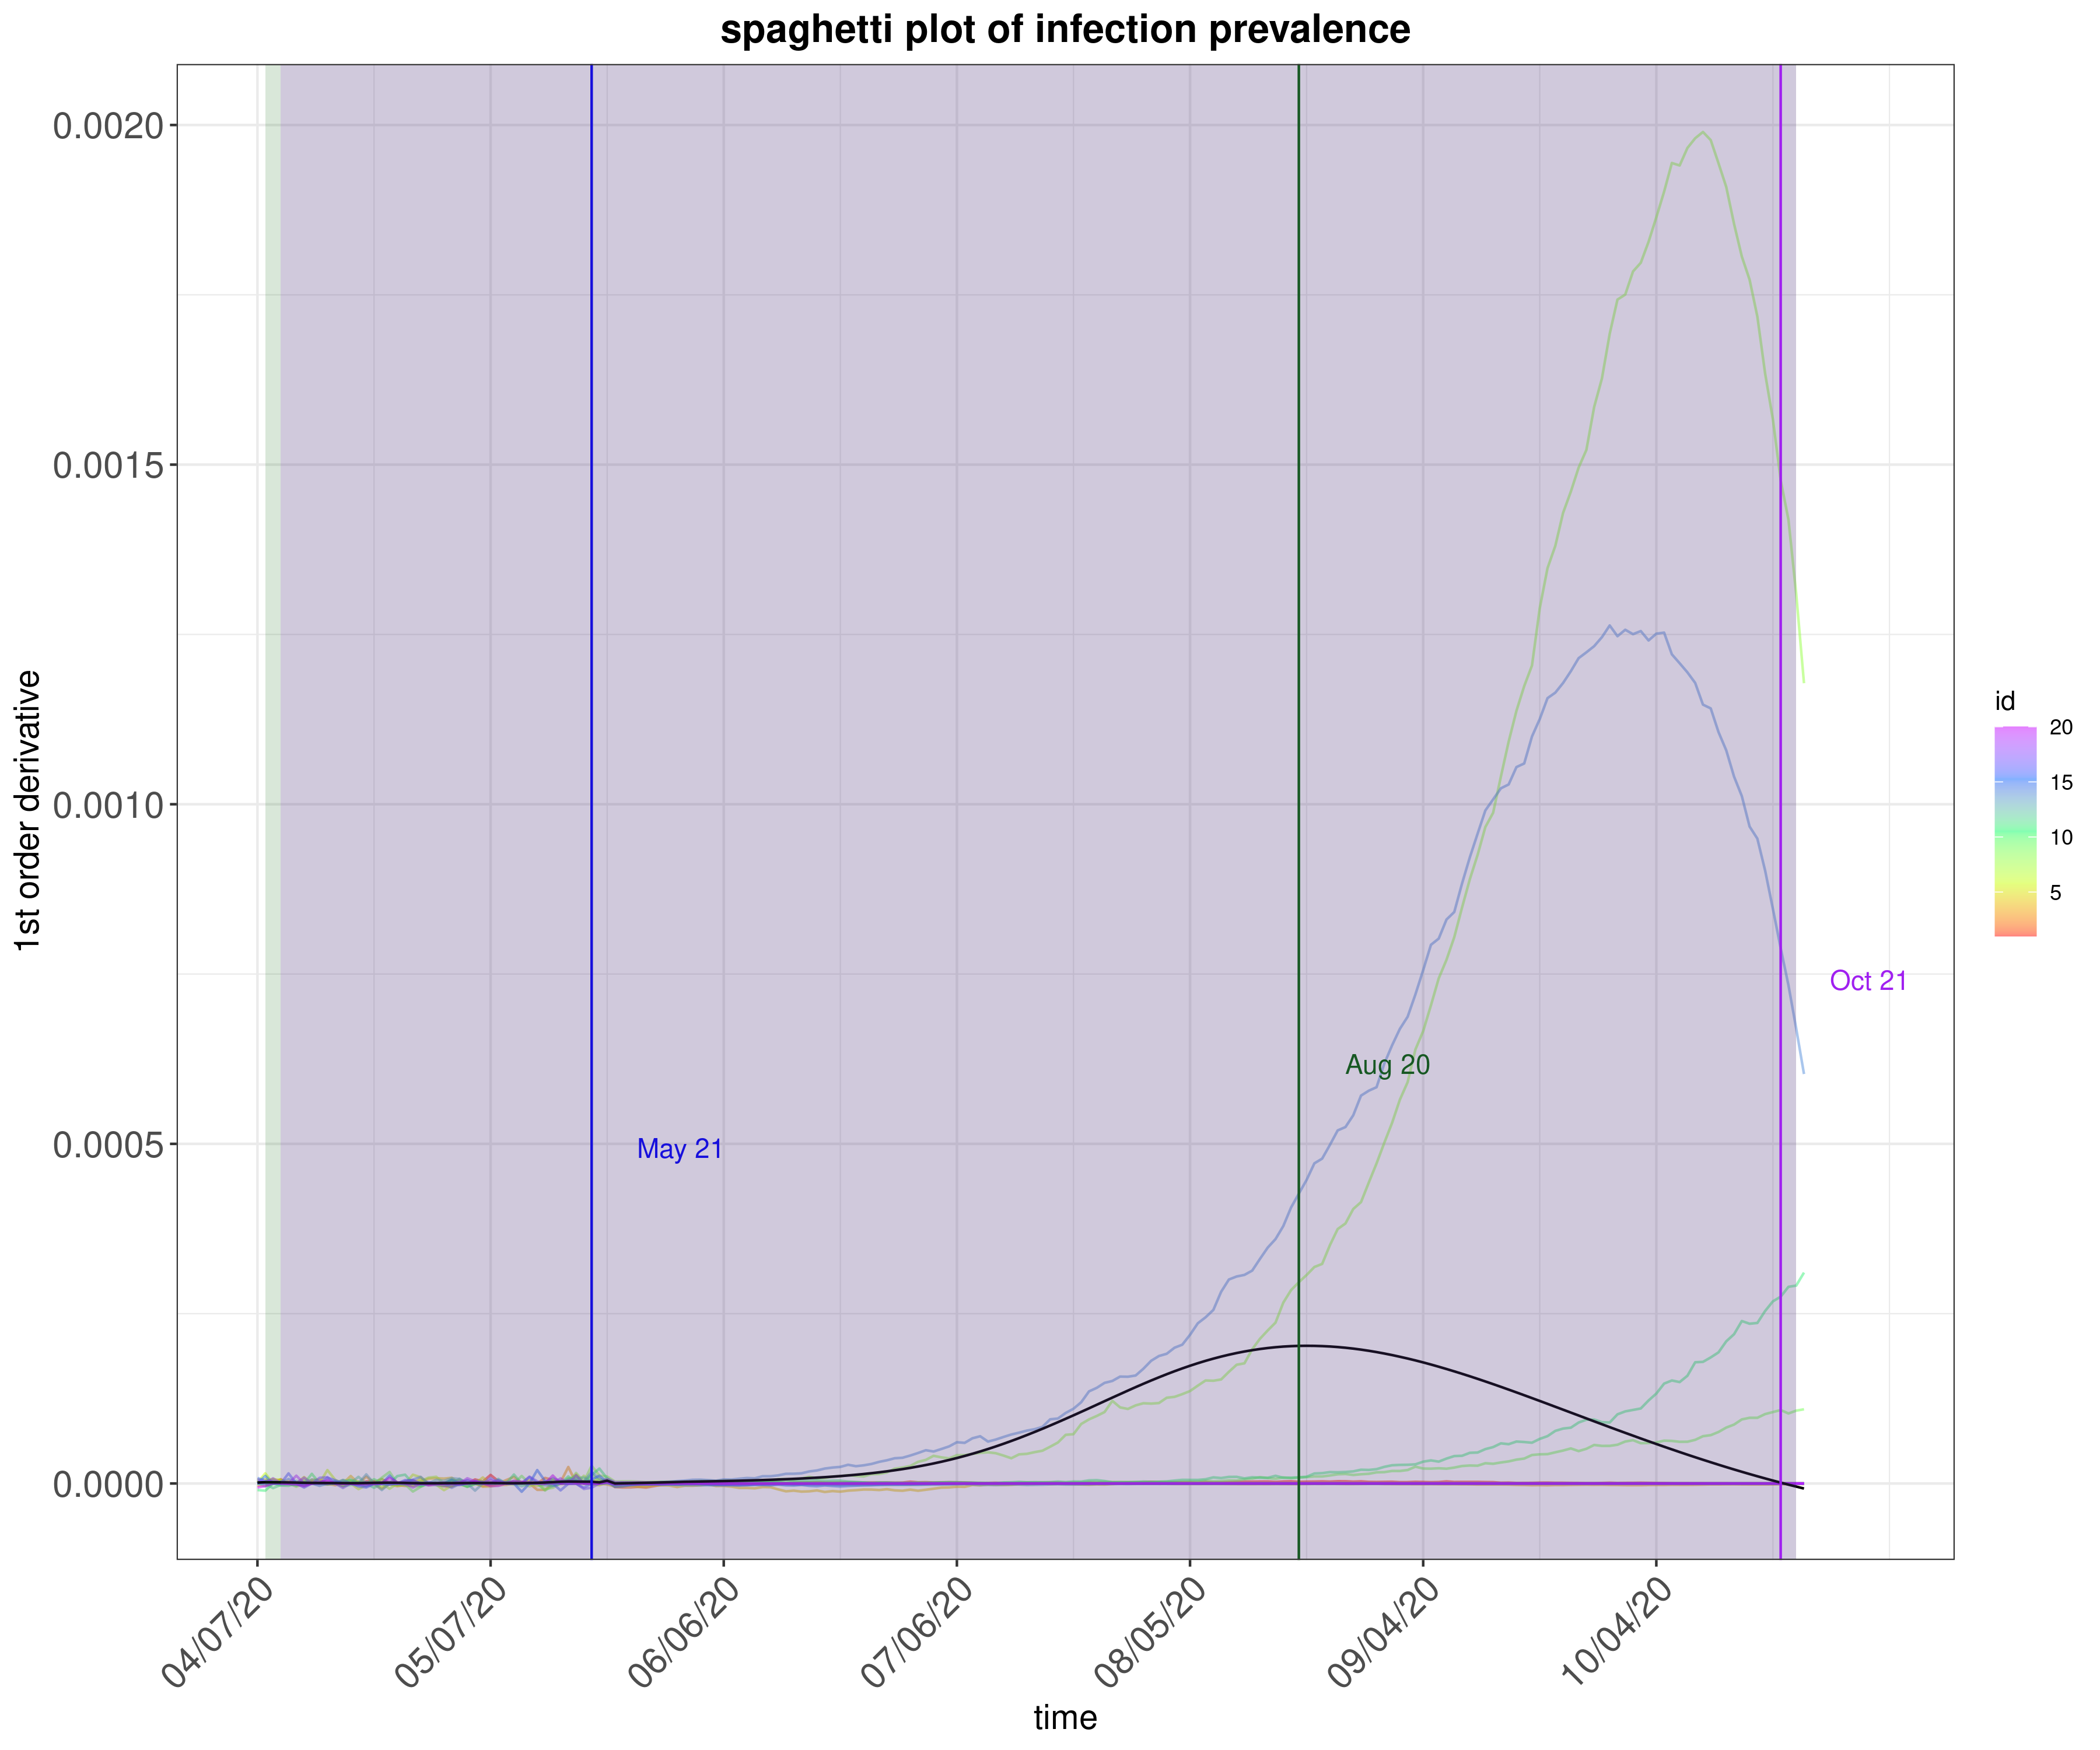 spaghetti plot of infection prevalence
0.0020
0.0015
0.0010
0.0005
0.0000
1st order derivative
May 21
Aug 20
Oct 21
id
20
15
10
5
04/07/20
05/07/20
06/06/20
07/06/20
08/05/20
09/04/20
10/04/20
time